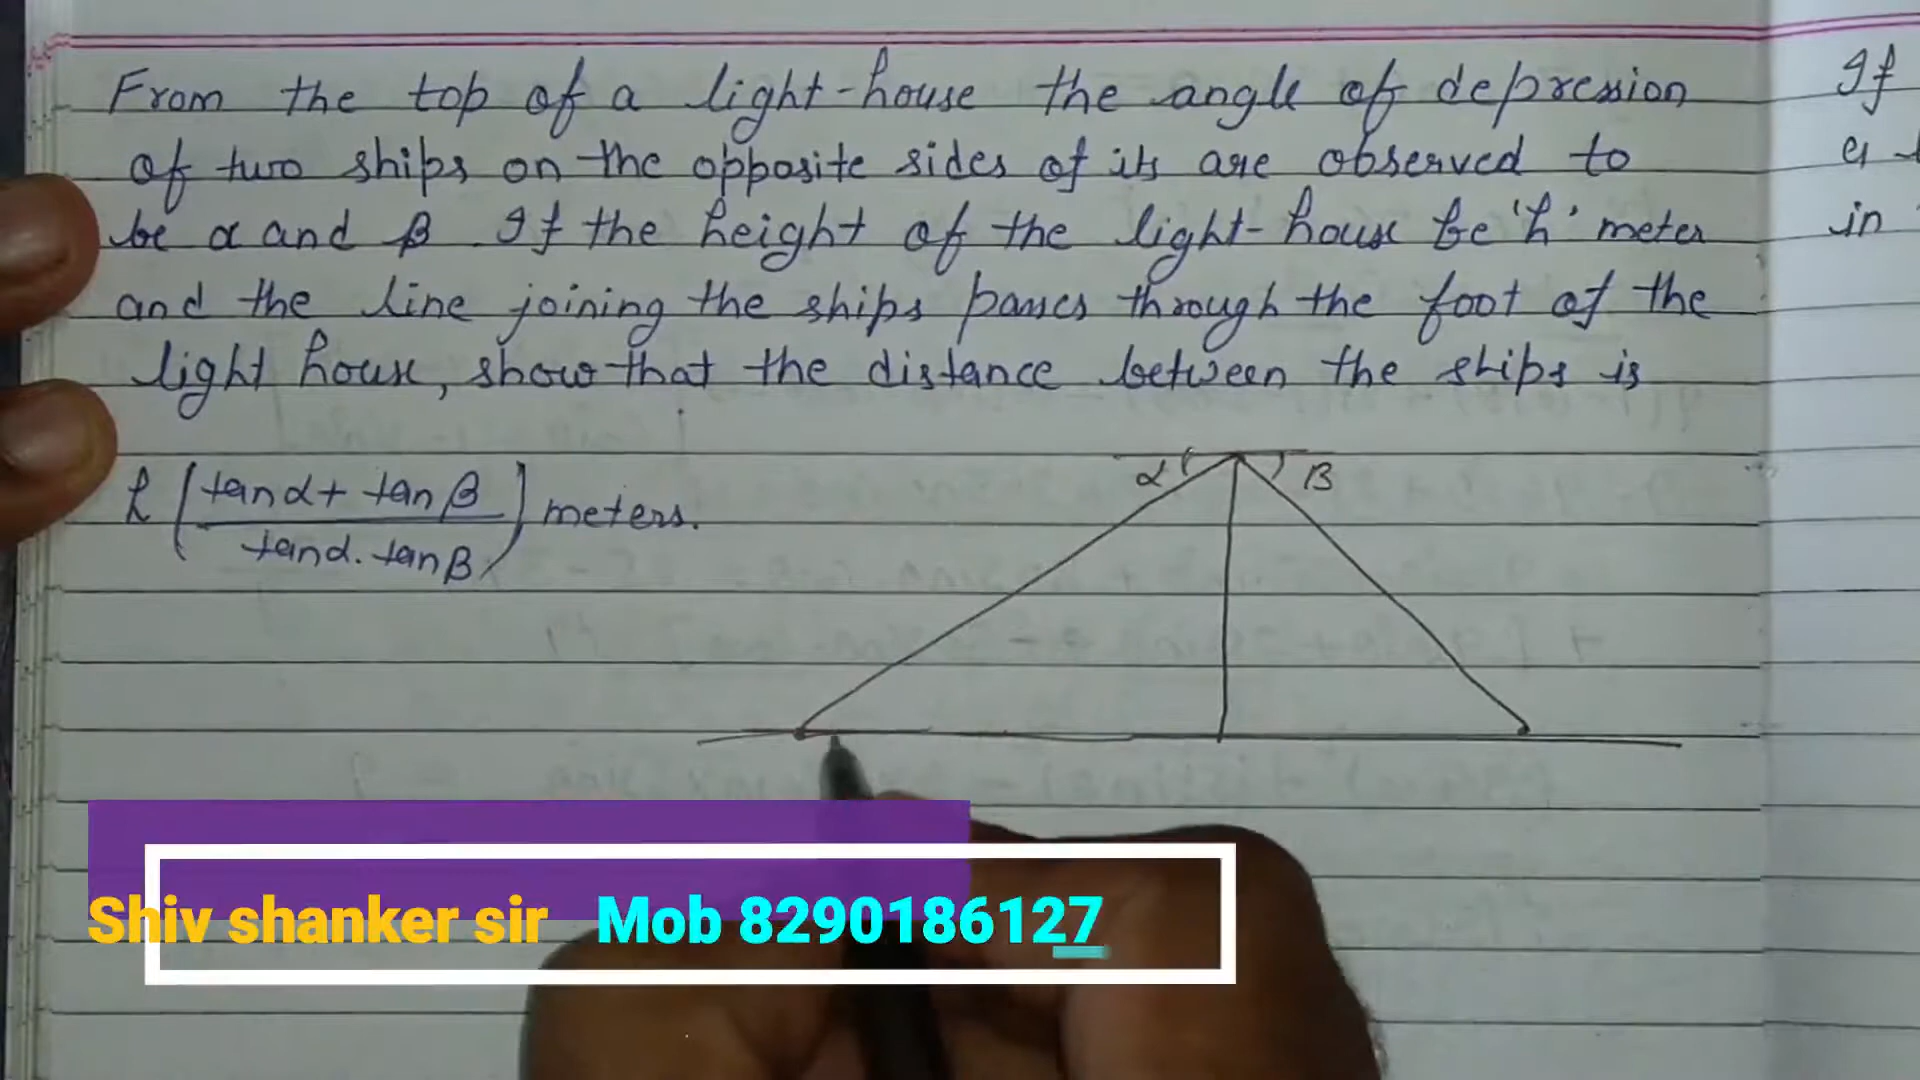 From the top of a light-house the angle of depression
of two ships on the opposite sides of its are observed to
be α and β If the height of the light-house be 'h' meter
and the line joining the ships passes through the foot of the
light house, show that the distance between the ships is
h (tanα + tanβ / tanα. tanβ) meters.
α β
If
in
Shiv shanker sir Mob 8290186127